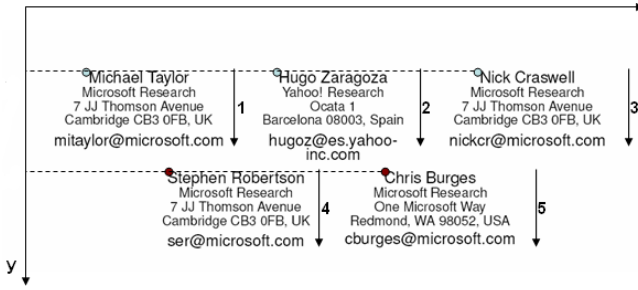 Michael Taylor
Microsoft Research
7 JJ Thomson Avenue
Cambridge CB3 0FB, UK
mitaylor@microsoft.com
1
Hugo Zaragoza
Yahoo! Research
Ocata 1
Barcelona 08003, Spain
hugoz@es.yahoo-
inc.com
2
Nick Craswell
Microsoft Research
7 JJ Thomson Avenue
Cambridge CB3 0FB, UK
nickcr@microsoft.com
3
Stephen Robertson
Microsoft Research
7 JJ Thomson Avenue
Cambridge CB3 0FB, UK
ser@microsoft.com
4
Chris Burges
Microsoft Research
One Microsoft Way
Redmond, WA 98052, USA
cburges@microsoft.com
5
y